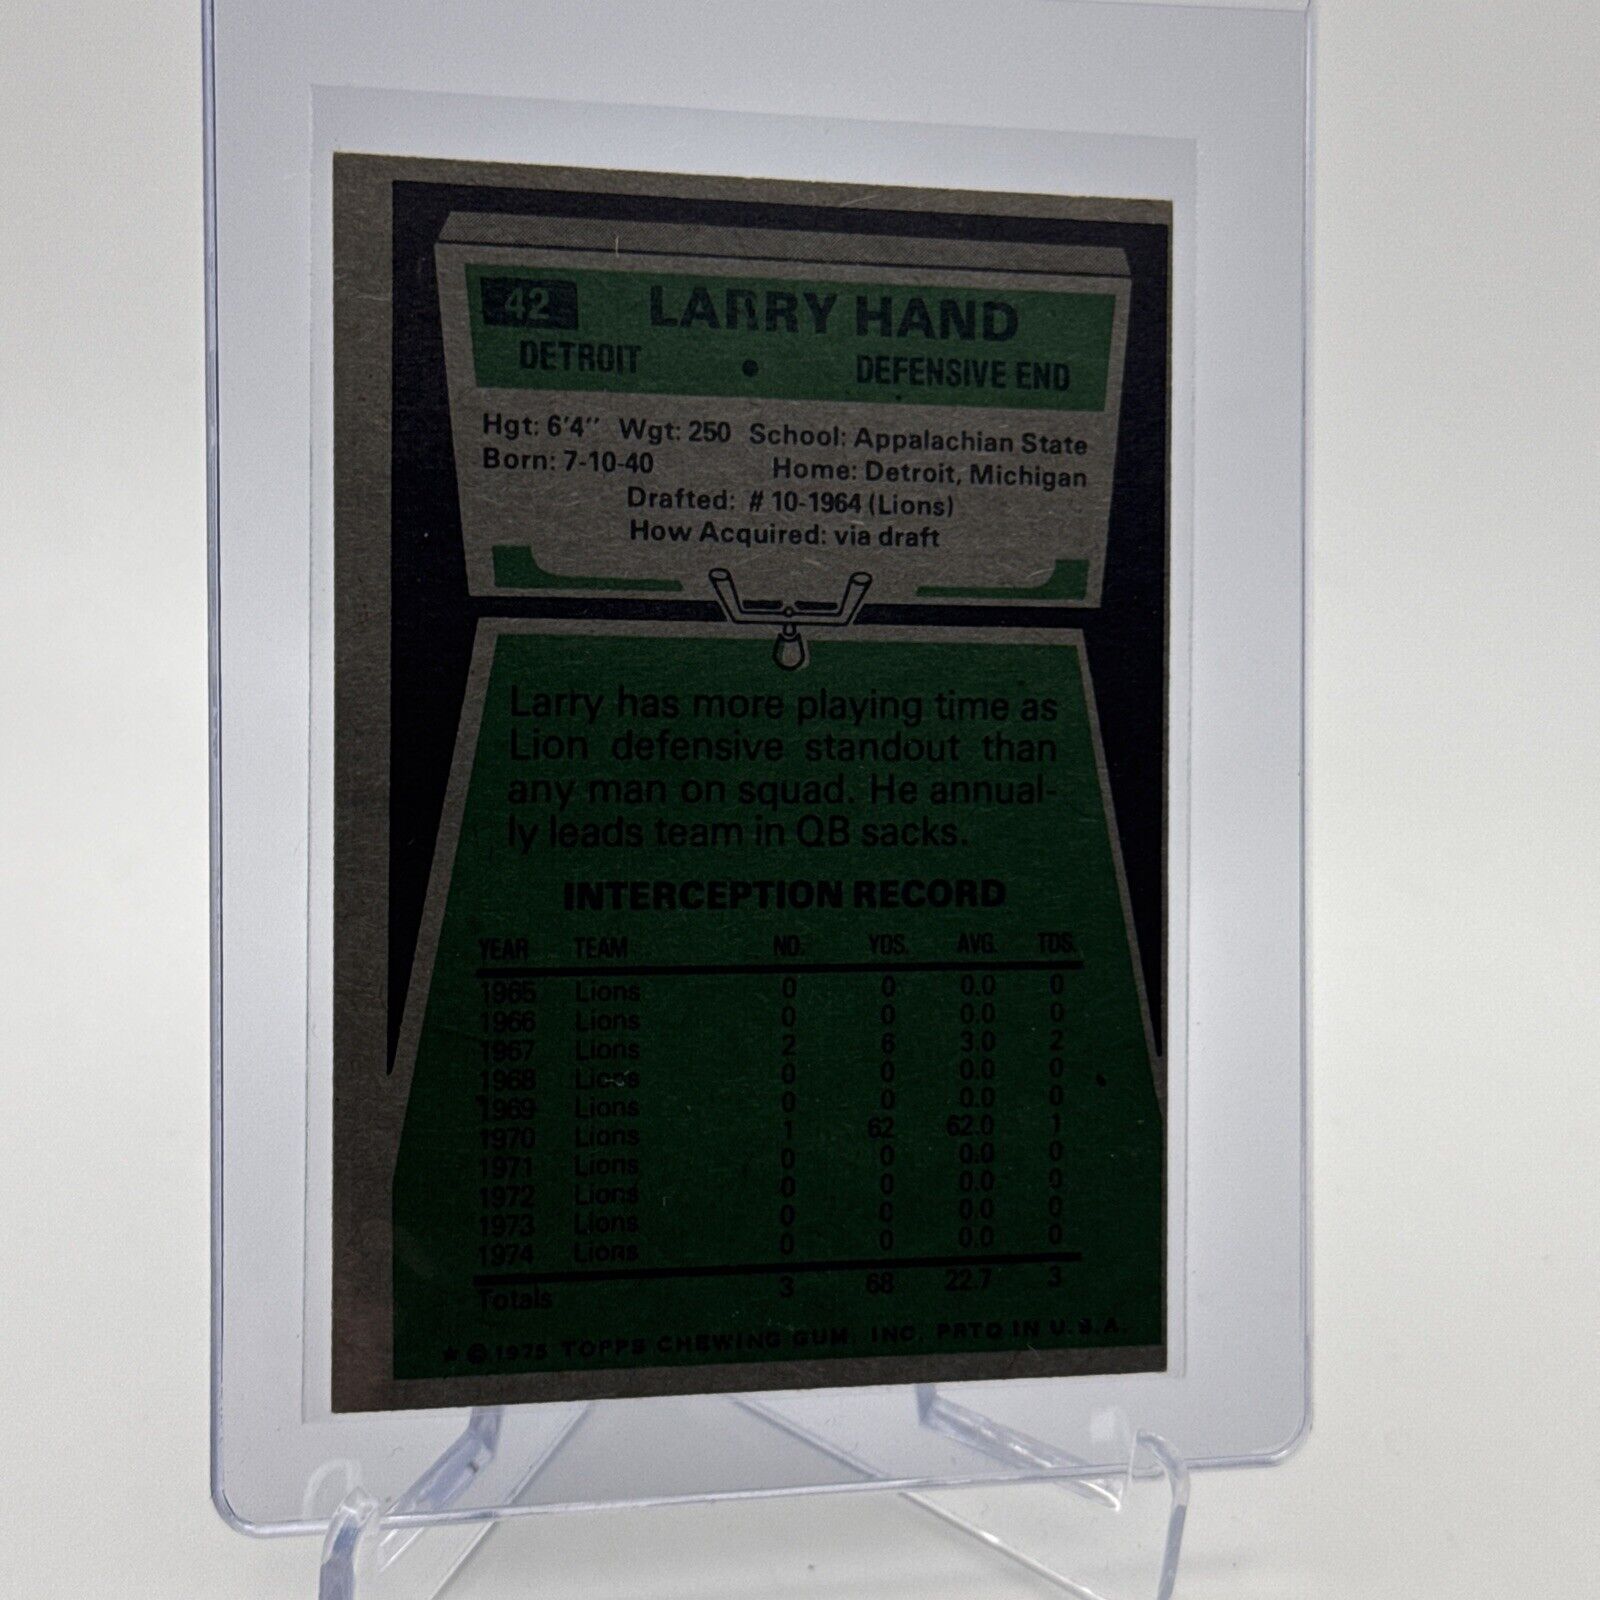 42 LARRY HAND
DETROIT • DEFENSIVE END
Hgt: 6'4" Wgt: 250 School: Appalachian State
Born: 7-10-40 Home: Detroit, Michigan
Drafted: # 10-1964 (Lions)
How Acquired: via draft
Larry has more playing time as
Lion defensive standout than
any man on squad. He annual-
ly leads team in QB sacks.
INTERCEPTION RECORD
YEAR TEAM NO. YDS. AVG. TDS.
1965 Lions 0 0 0.0 0
1966 Lions 0 0 0.0 0
1967 Lions 2 6 3.0 2
1968 Lions 0 0 0.0 0
1969 Lions 0 0 0.0 0
1970 Lions 1 62 62.0 1
1971 Lions 0 0 0.0 0
1972 Lions 0 0 0.0 0
1973 Lions 0 0 0.0 0
1974 Lions 0 0 0.0 0
Totals 3 68 22.7 3
* © 1975 TOPPS CHEWING GUM, INC. PRTD IN U.S.A.